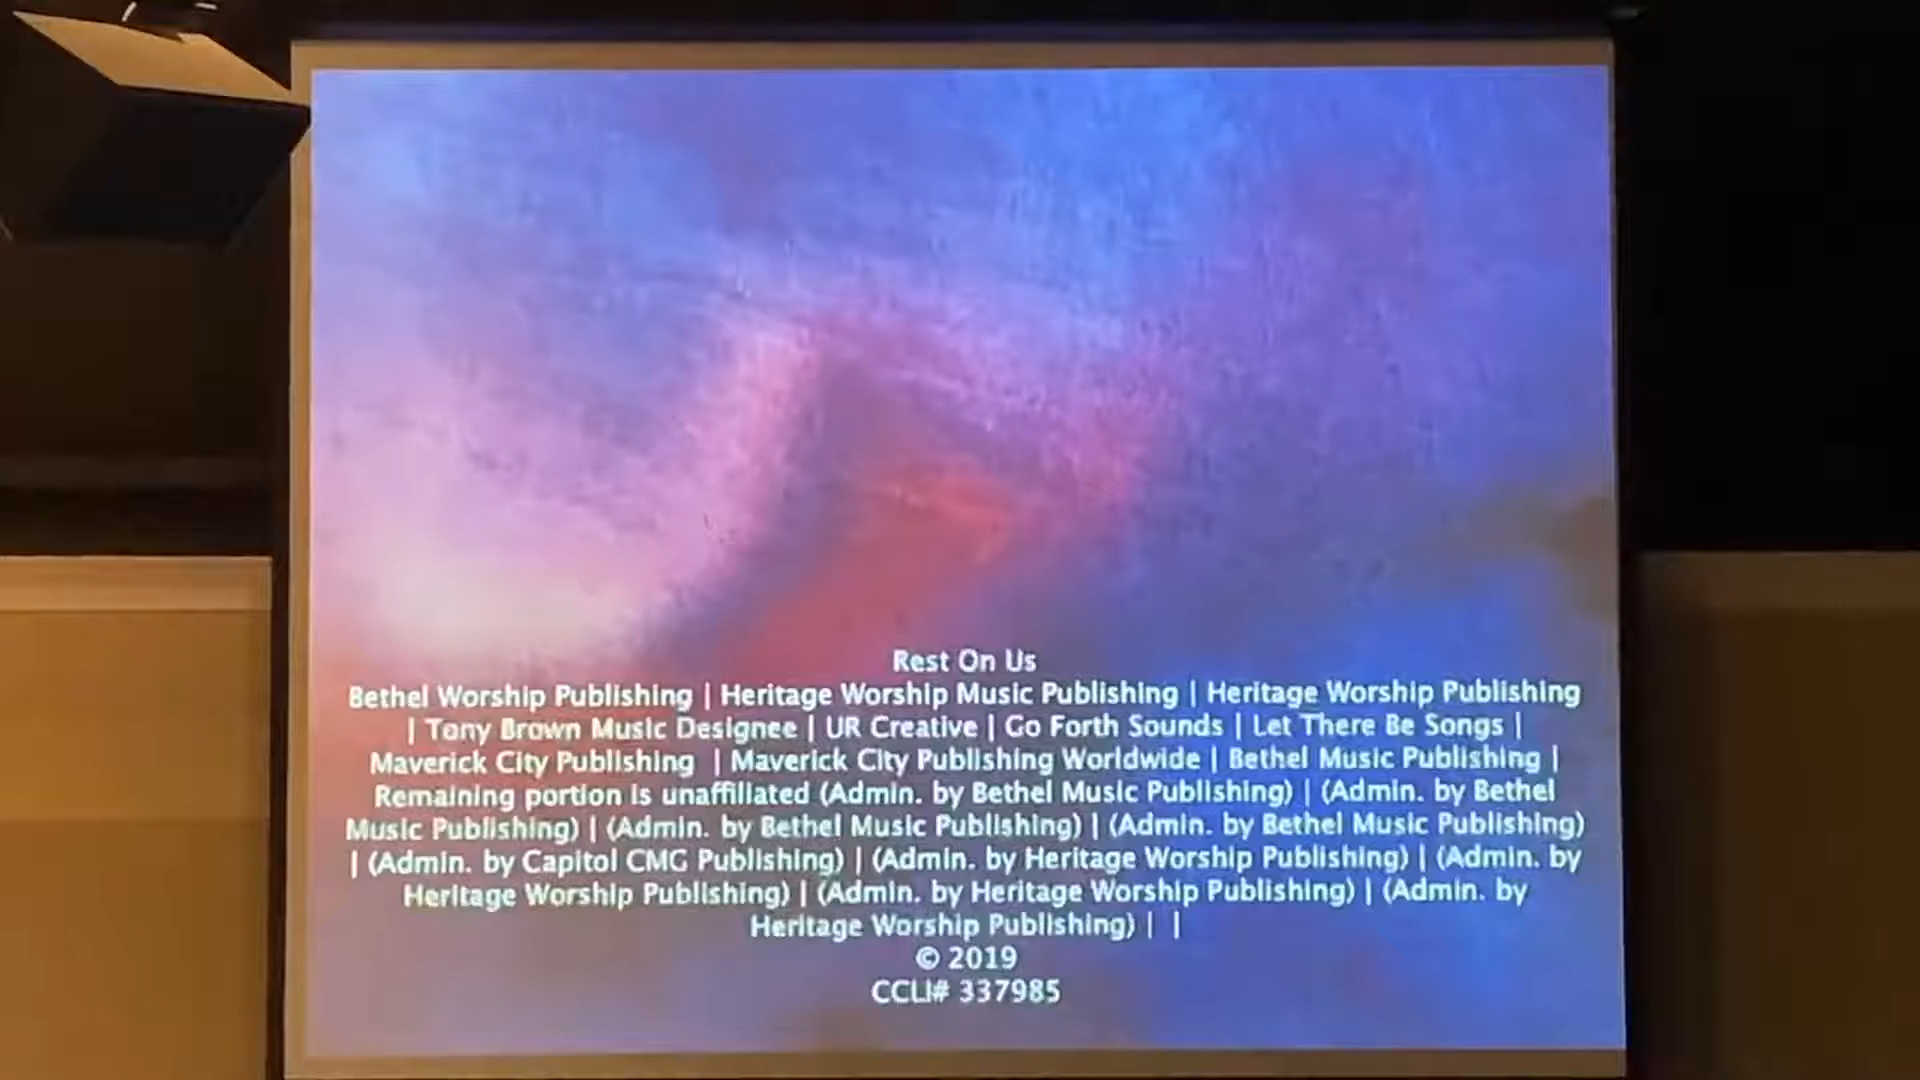 Rest On Us
Bethel Worship Publishing | Heritage Worship Music Publishing | Heritage Worship Publishing
| Tony Brown Music Designee | UR Creative | Go Forth Sounds | Let There Be Songs |
Maverick City Publishing | Maverick City Publishing Worldwide | Bethel Music Publishing |
Remaining portion is unaffiliated (Admin. by Bethel Music Publishing) | (Admin. by Bethel
Music Publishing) | (Admin. by Bethel Music Publishing) | (Admin. by Bethel Music Publishing)
| (Admin. by Capitol CMG Publishing) | (Admin. by Heritage Worship Publishing) | (Admin. by
Heritage Worship Publishing) | (Admin. by Heritage Worship Publishing) | (Admin. by
Heritage Worship Publishing) | |
© 2019
CCLI# 337985